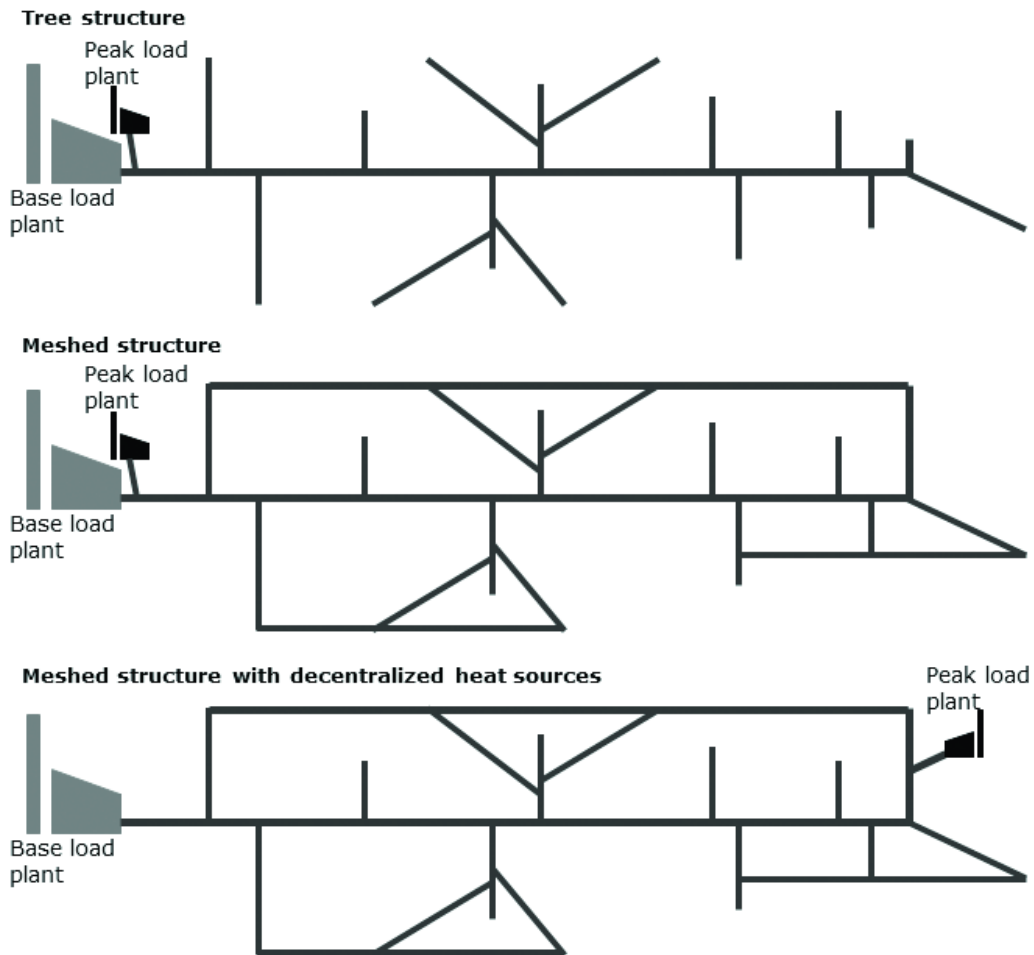 Tree structure
Peak load
plant
Base load
plant
Meshed structure
Peak load
plant
Base load
plant
Meshed structure with decentralized heat sources
Peak load
plant
Base load
plant